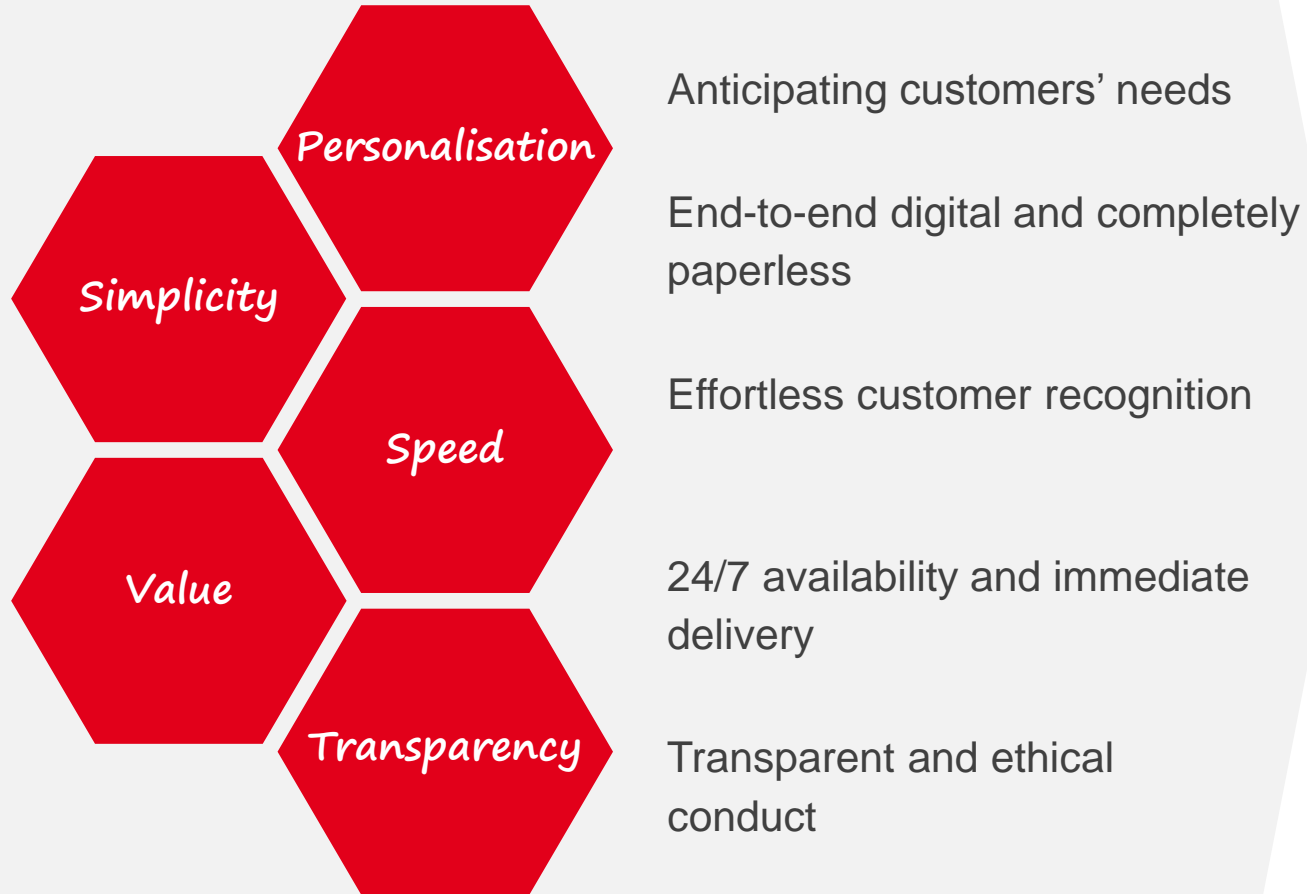 Personalisation
Simplicity
Speed
Value
Transparency
Anticipating customers’ needs
End-to-end digital and completely
paperless
Effortless customer recognition
24/7 availability and immediate
delivery
Transparent and ethical
conduct